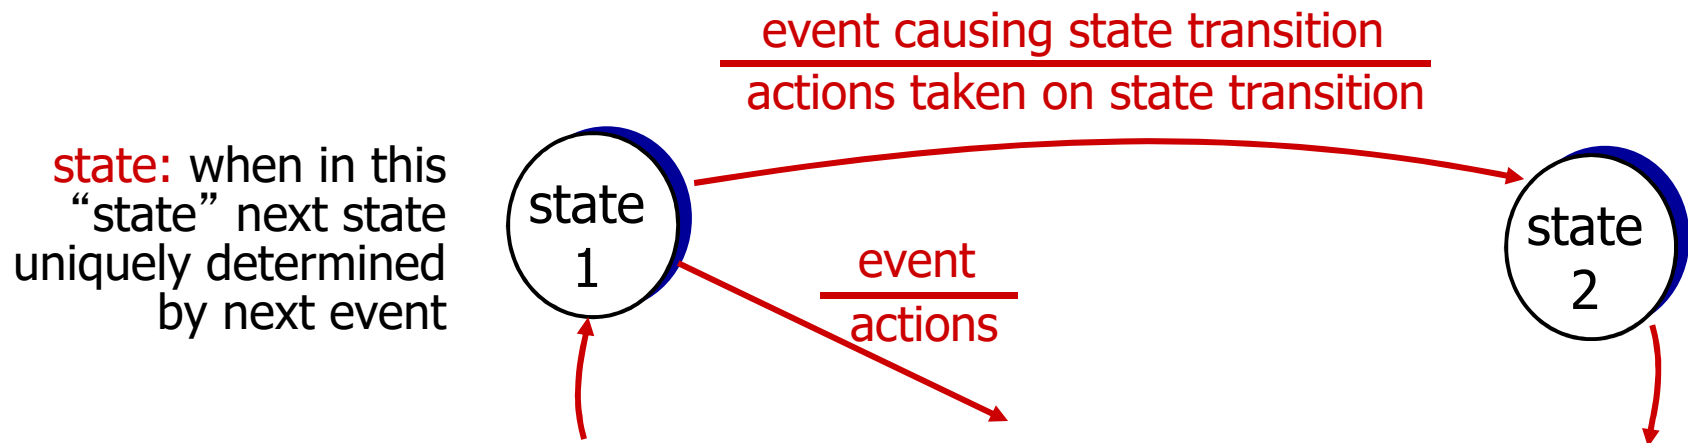 event causing state transition
actions taken on state transition
state: when in this
“state” next state
uniquely determined
by next event
state
1
event
actions
state
2